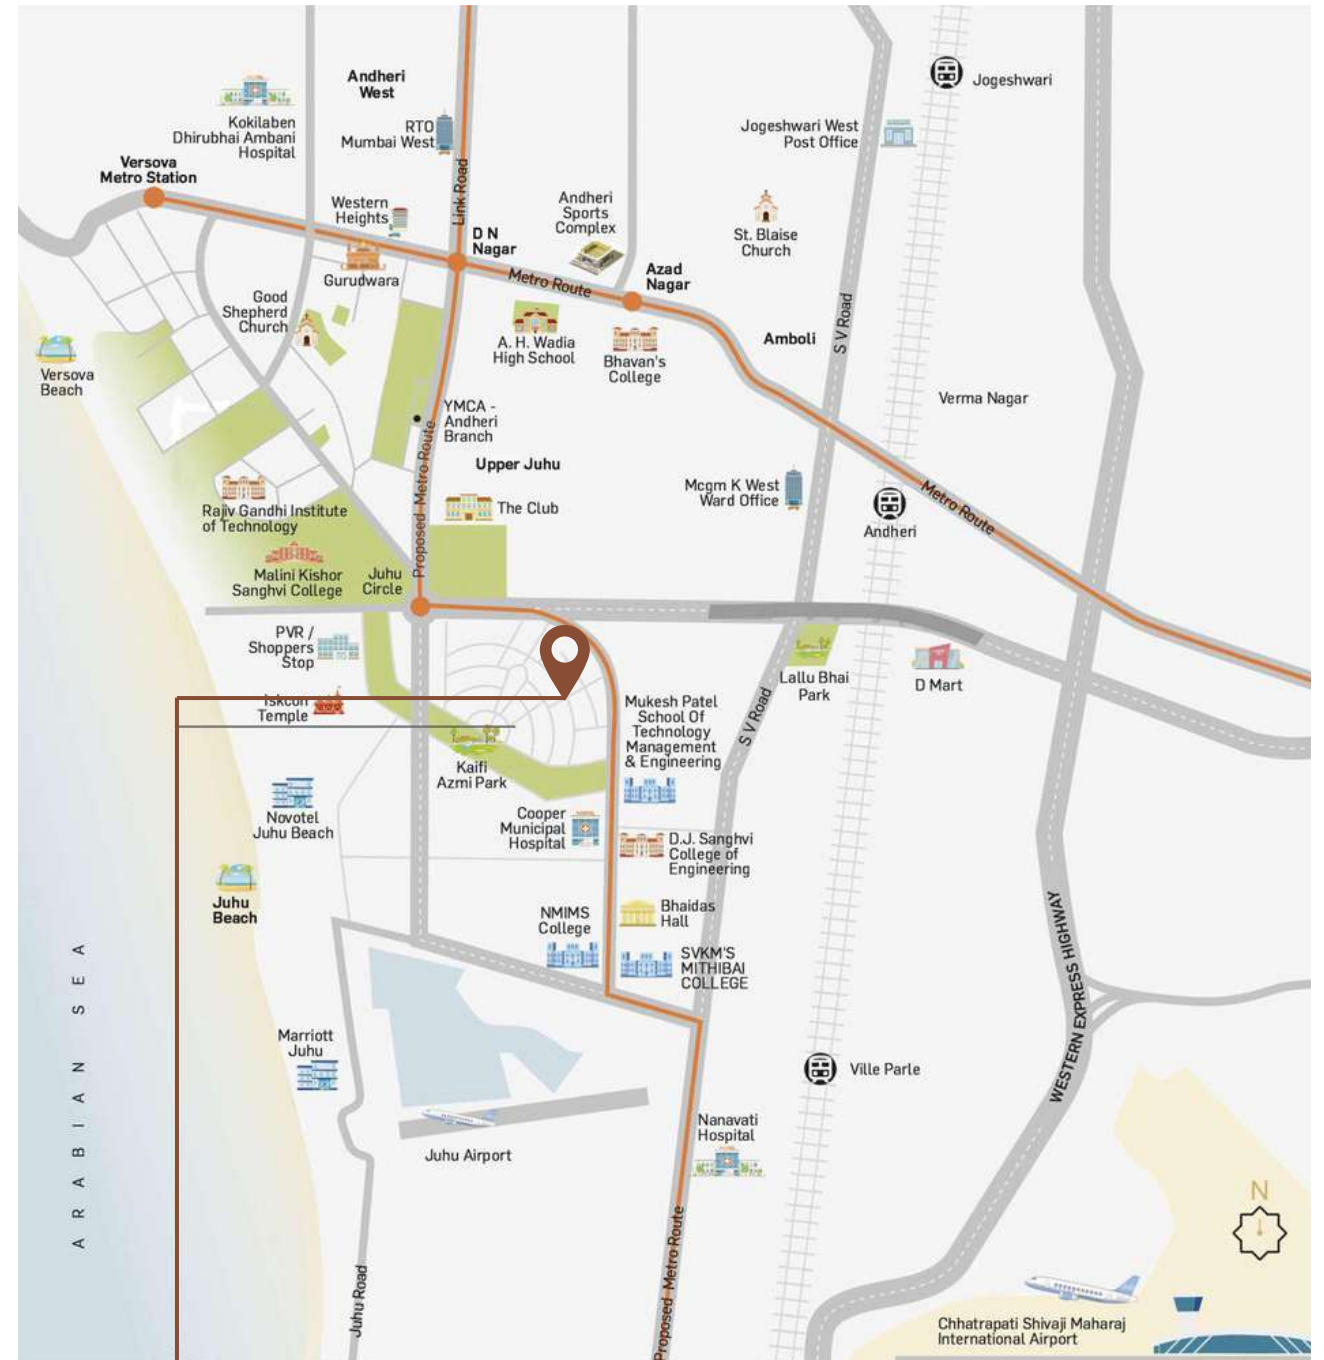 Andheri
West
Jogeshwari
Kokilaben
Dhirubhai Ambani
Hospital
RTO
Mumbai West
Jogeshwari West
Post Office
Versova
Metro Station
Link Road
Western
Heights
Andheri
Sports
Complex
St. Blaise
Church
D N
Nagar
Gurudwara
Metro Route
Azad
Nagar
Good
Shepherd
Church
A. H. Wadia
High School
Bhavan's
College
Amboli
S V Road
Versova
Beach
Verma Nagar
YMCA -
Andheri
Branch
Proposed Metro Route
Upper Juhu
Mcgm K West
Ward Office
Metro Route
Rajiv Gandhi Institute
of Technology
The Club
Andheri
Malini Kishor
Sanghvi College
Juhu
Circle
PVR /
Shoppers
Stop
Lallu Bhai
Park
D Mart
Iskcon
Temple
Mukesh Patel
School Of
Technology
Management
& Engineering
S V Road
Kaifi
Azmi Park
Novotel
Juhu Beach
Cooper
Municipal
Hospital
D.J. Sanghvi
College of
Engineering
Juhu
Beach
NMIMS
College
Bhaidas
Hall
SVKM'S
MITHIBAI
COLLEGE
ARABIAN SEA
WESTERN EXPRESS HIGHWAY
Marriott
Juhu
Ville Parle
Nanavati
Hospital
Juhu Airport
N
Juhu Road
Proposed Metro Route
Chhatrapati Shivaji Maharaj
International Airport